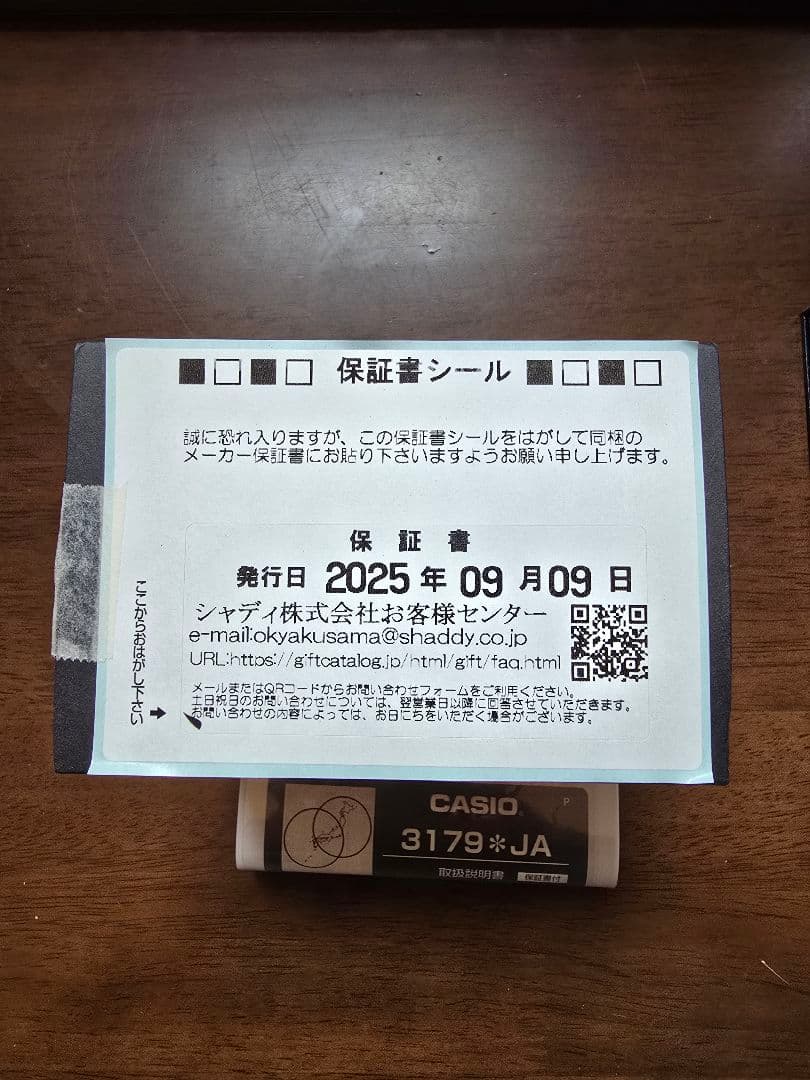 ■□■□ 保証書シール ■□■□
誠に恐れ入りますが、この保証書シールをはがして同梱の
メーカー保証書にお貼り下さいますようお願い申し上げます。
保証書
発行日 2025年 09月09日
シャディ株式会社お客様センター
e-mail:okyakusama@shaddy.co.jp
URL:https://giftcatalog.jp/html/gift/faq.html
メールまたはQRコードからお問い合わせフォームをご利用ください。
土日祝日のお問い合わせについては、翌営業日以降に回答させていただきます。
お問い合わせの内容によっては、お日にちをいただく場合がございます。
ここからおはがし下さい→
CASIO
P
3179*JA
取扱説明書 保証書付